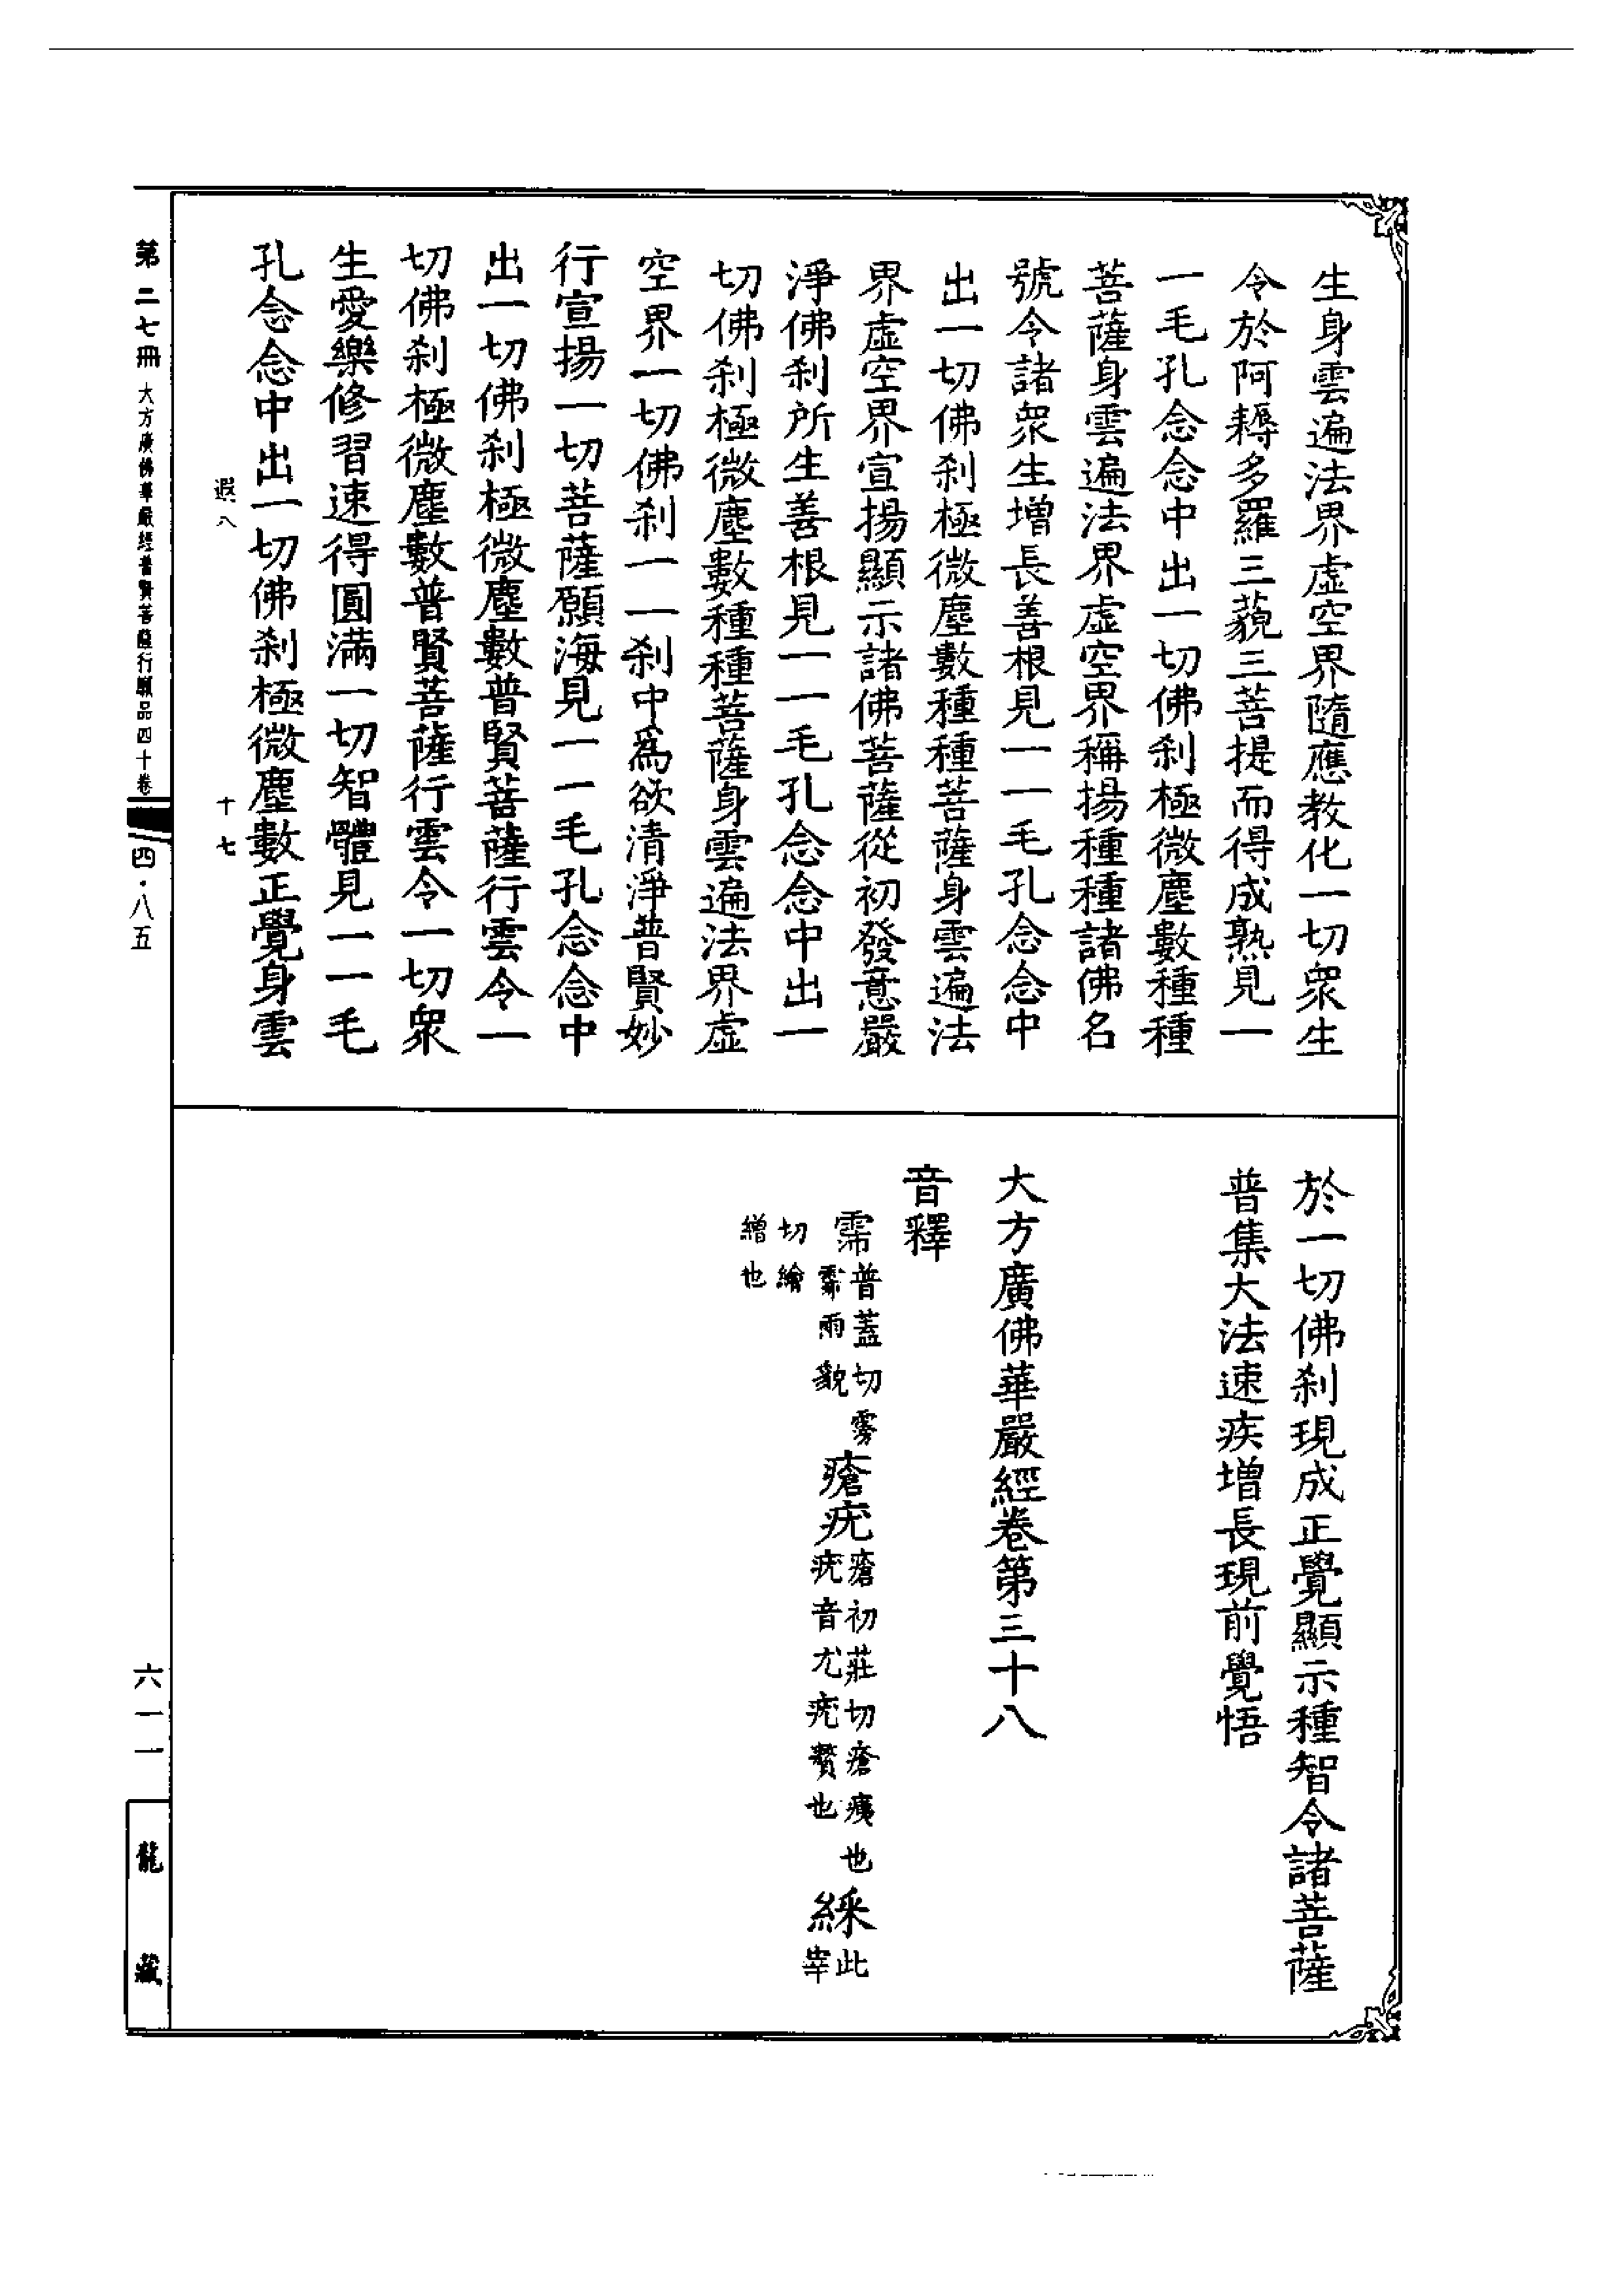 生身雲遍法界虛空界隨應教化一切衆生
令於阿耨多羅三藐三菩提而得成熟見一
一毛孔念念中出一切佛刹極微塵數種種
菩薩身雲遍法界虛空界稱揚種種諸佛名
號令諸衆生增長善根見一一毛孔念念中
出一切佛刹極微塵數種種菩薩身雲遍法
界虛空界宣揚顯示諸佛菩薩從初發意嚴
淨佛刹所生善根見一一毛孔念念中出一
切佛刹極微塵數種種菩薩身雲遍法界虛
空界一切佛刹一一刹中爲欲清淨普賢妙
行宣揚一切菩薩願海見一一毛孔念念中
出一切佛刹極微塵數普賢菩薩行雲令一
切佛刹極微塵數普賢菩薩行雲令一切衆
生愛樂修習速得圓滿一切智體見一一毛
孔念念中出一切佛刹極微塵數正覺身雲
遐八 十七
於一切佛刹現成正覺顯示種智令諸菩薩
普集大法速疾增長現前覺悟
大方廣佛華嚴經卷第三十八
音釋
霈普蓋切霶霈雨貌 瘡疣瘡初莊切瘡痍也疣音尤疣贅也 綵此宰
切繒繒也
第二七冊 大方廣佛華嚴經普賢菩薩行願品四十卷 四·八五
六一一
龍藏